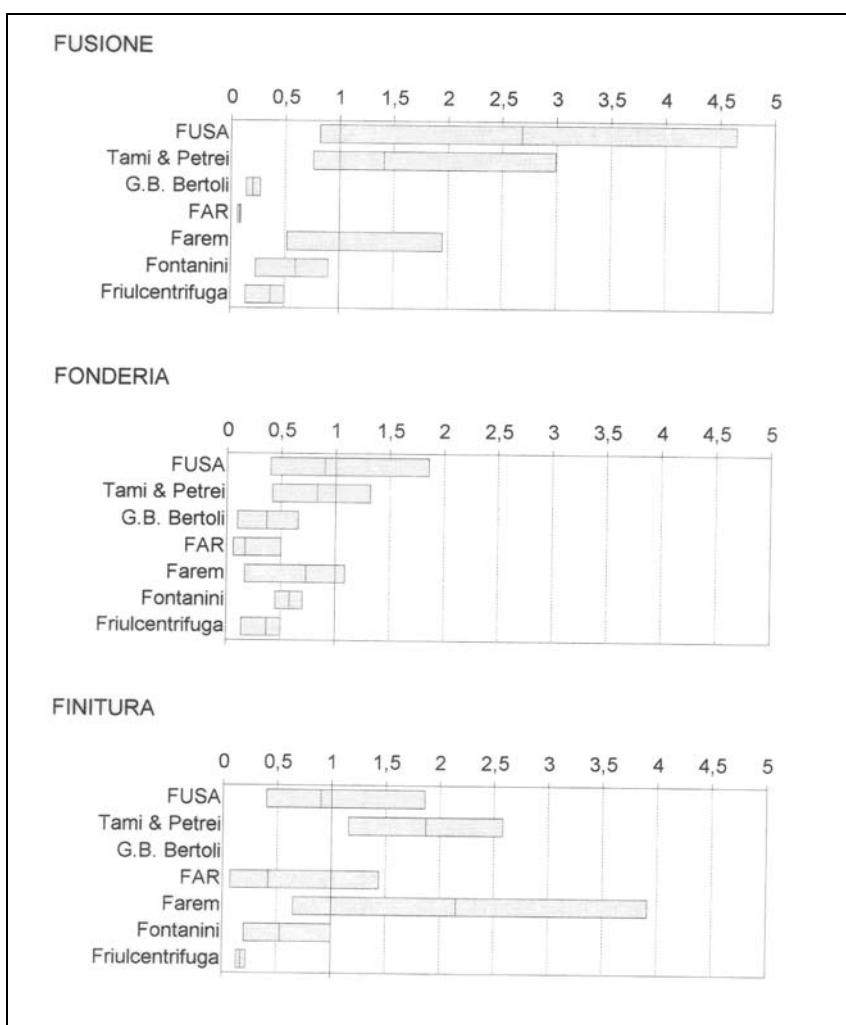 FUSIONE
0 0,5 1 1,5 2 2,5 3 3,5 4 4,5 5
FUSA
Tami & Petrei
G.B. Bertoli
FAR
Farem
Fontanini
Friulcentrifuga
FONDERIA
0 0,5 1 1,5 2 2,5 3 3,5 4 4,5 5
FUSA
Tami & Petrei
G.B. Bertoli
FAR
Farem
Fontanini
Friulcentrifuga
FINITURA
0 0,5 1 1,5 2 2,5 3 3,5 4 4,5 5
FUSA
Tami & Petrei
G.B. Bertoli
FAR
Farem
Fontanini
Friulcentrifuga